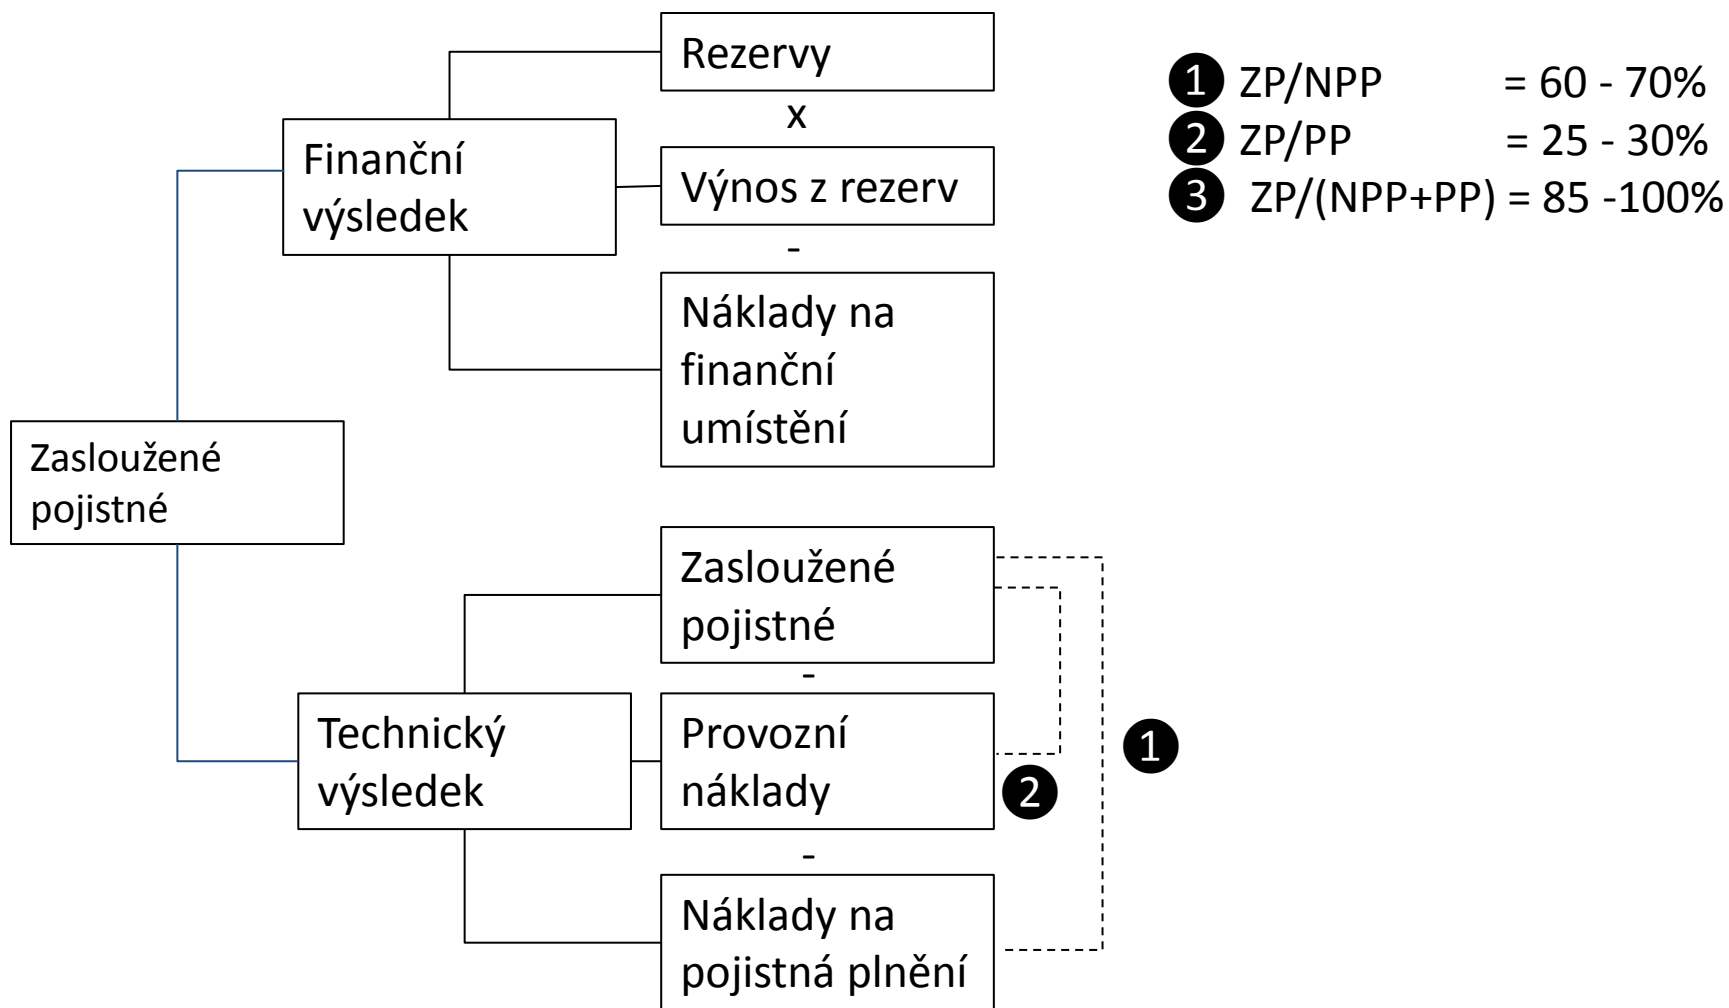 Rezervy
x
Finanční
výsledek
Výnos z rezerv
-
Náklady na
finanční
umístění
Zasloužené
pojistné
Zasloužené
pojistné
-
Technický
výsledek
Provozní
náklady
-
Náklady na
pojistná plnění
1
2
1 ZP/NPP = 60 - 70%
2 ZP/PP = 25 - 30%
3 ZP/(NPP+PP) = 85 -100%